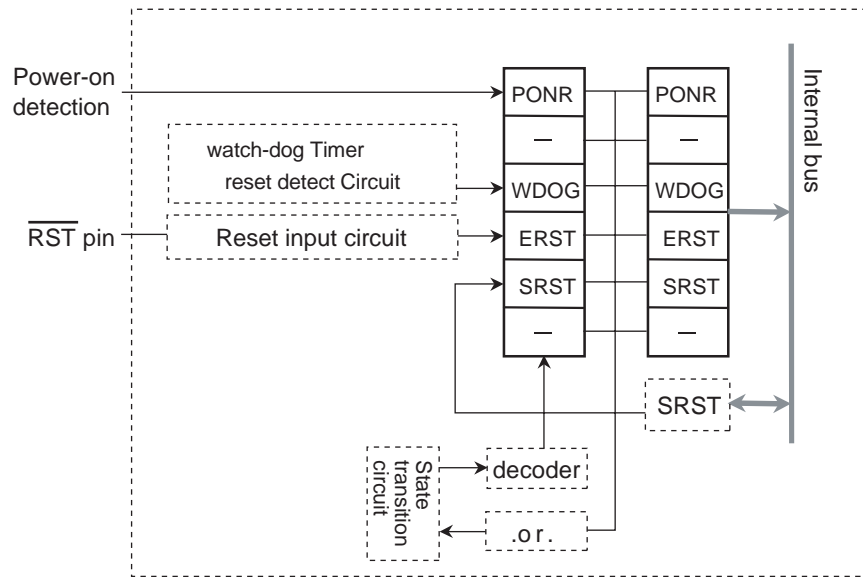 Power-on
detection
PONR
PONR
—
—
watch-dog Timer
reset detect Circuit
WDOG
WDOG
RST pin
Reset input circuit
ERST
ERST
SRST
SRST
—
—
Internal bus
SRST
State
transition
circuit
decoder
.or.